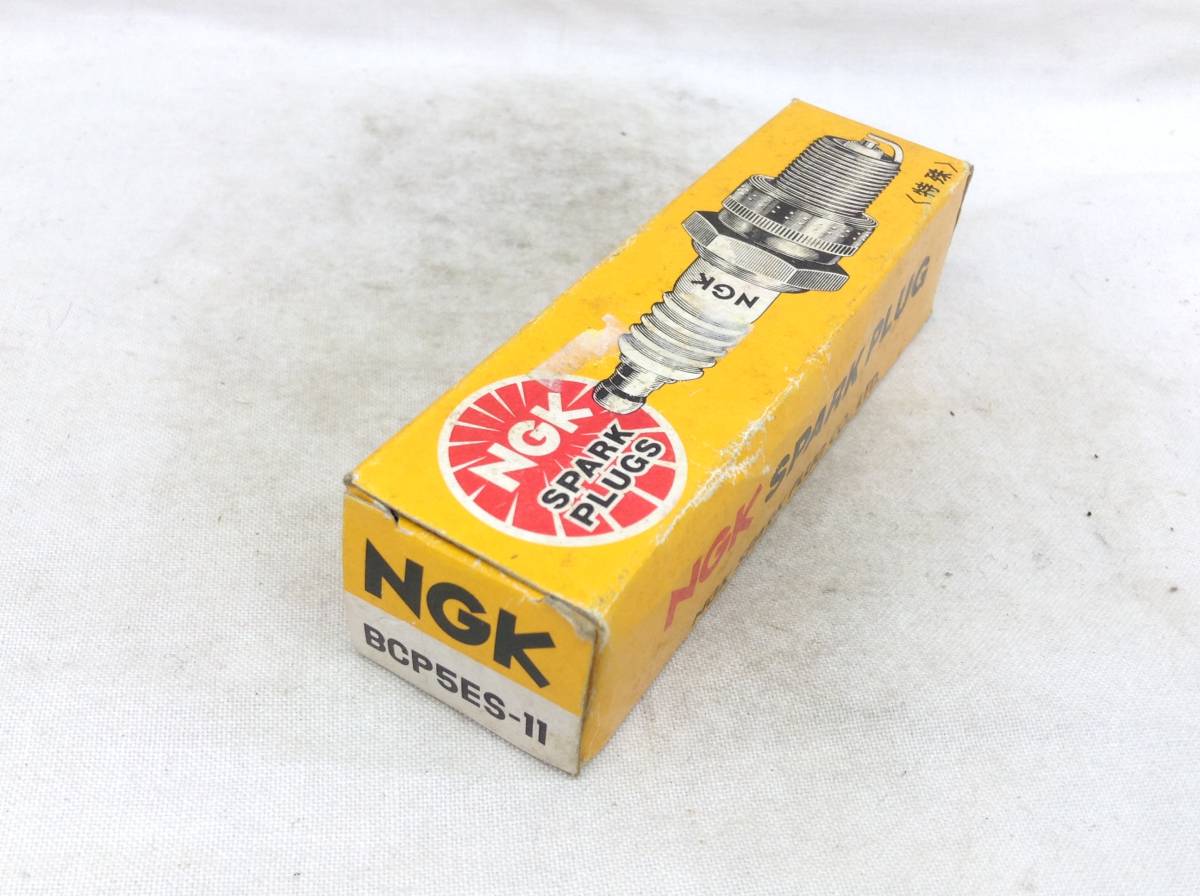 〈特殊〉
NGK
NGK
SPARK
PLUGS
NGK SPARK PLUG
NGK
BCP5ES-11